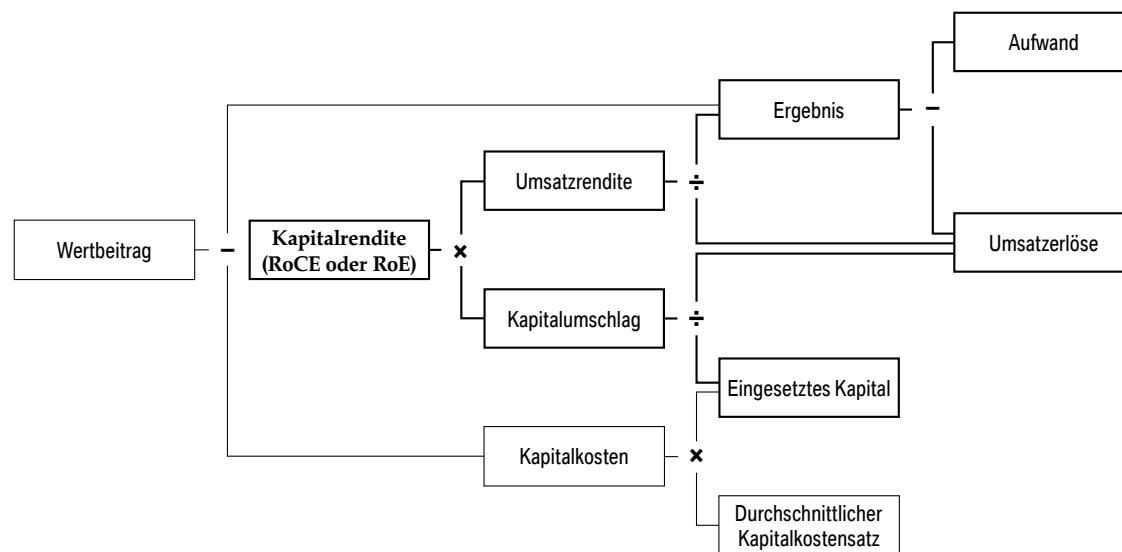 Aufwand
Ergebnis
−
−
Umsatzrendite
÷
Wertbeitrag
−
Kapitalrendite
(RoCE oder RoE)
×
Umsatzerlöse
Kapitalumschlag
÷
Eingesetztes Kapital
Kapitalkosten
×
Durchschnittlicher
Kapitalkostensatz